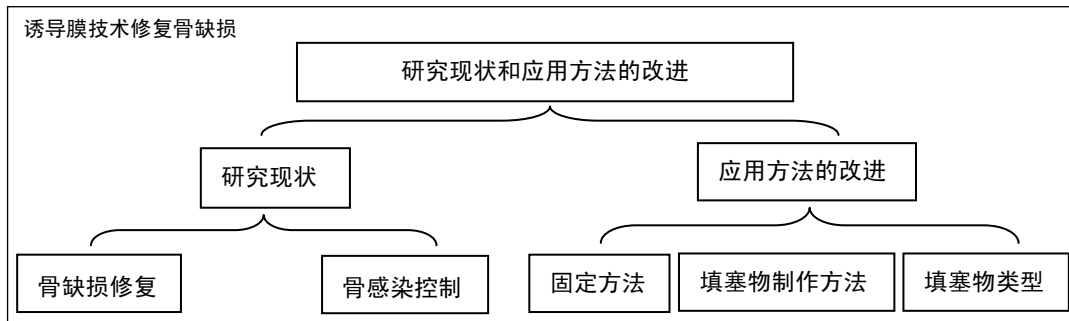 诱导膜技术修复骨缺损
研究现状和应用方法的改进
研究现状
应用方法的改进
骨缺损修复
骨感染控制
固定方法
填塞物制作方法
填塞物类型